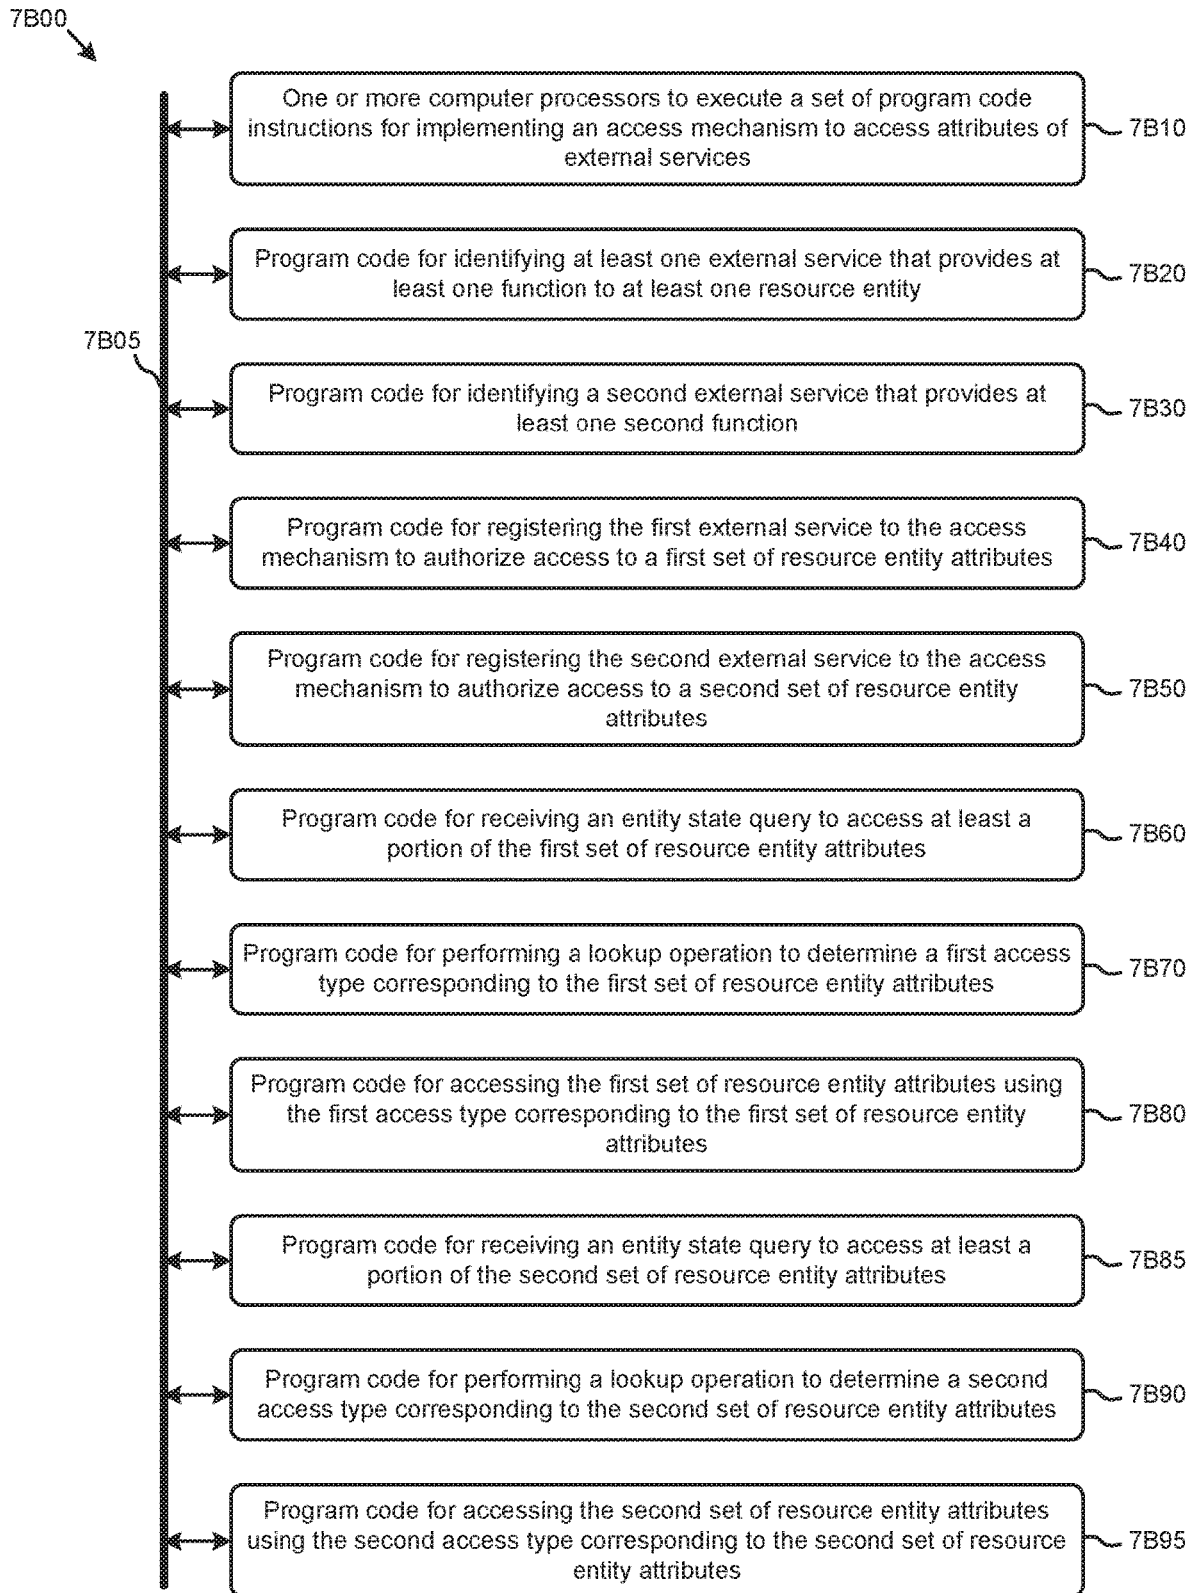 7B00
One or more computer processors to execute a set of program code
instructions for implementing an access mechanism to access attributes of
external services
7B10
Program code for identifying at least one external service that provides at
least one function to at least one resource entity
7B20
7B05
Program code for identifying a second external service that provides at
least one second function
7B30
Program code for registering the first external service to the access
mechanism to authorize access to a first set of resource entity attributes
7B40
Program code for registering the second external service to the access
mechanism to authorize access to a second set of resource entity
attributes
7B50
Program code for receiving an entity state query to access at least a
portion of the first set of resource entity attributes
7B60
Program code for performing a lookup operation to determine a first access
type corresponding to the first set of resource entity attributes
7B70
Program code for accessing the first set of resource entity attributes using
the first access type corresponding to the first set of resource entity
attributes
7B80
Program code for receiving an entity state query to access at least a
portion of the second set of resource entity attributes
7B85
Program code for performing a lookup operation to determine a second
access type corresponding to the second set of resource entity attributes
7B90
Program code for accessing the second set of resource entity attributes
using the second access type corresponding to the second set of resource
entity attributes
7B95